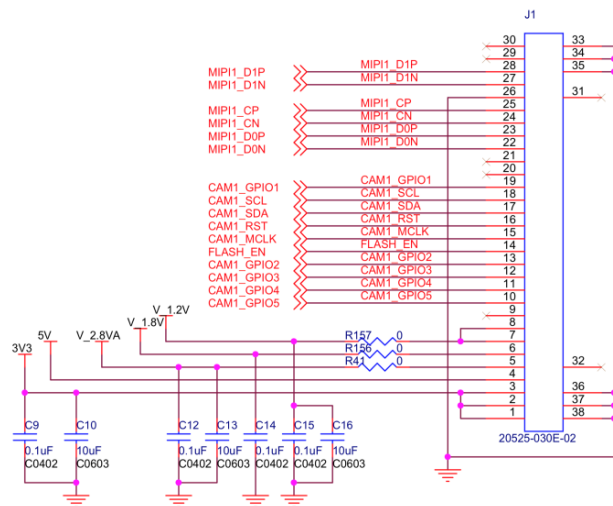 J1
30 33
29 34
MIPI1_D1P MIPI1_D1P 28 35
MIPI1_D1N MIPI1_D1N 27
26 31
MIPI1_CP MIPI1_CP 25
MIPI1_CN MIPI1_CN 24
MIPI1_D0P MIPI1_D0P 23
MIPI1_D0N MIPI1_D0N 22
21
20
CAM1_GPIO1 CAM1_GPIO1 19
CAM1_SCL CAM1_SCL 18
CAM1_SDA CAM1_SDA 17
CAM1_RST CAM1_RST 16
CAM1_MCLK CAM1_MCLK 15
FLASH_EN FLASH_EN 14
CAM1_GPIO2 CAM1_GPIO2 13
CAM1_GPIO3 CAM1_GPIO3 12
CAM1_GPIO4 CAM1_GPIO4 11
CAM1_GPIO5 CAM1_GPIO5 10
V_1.2V 9
V_1.8V 8
5V V_2.8VA R157 0 7
3V3 R156 0 6
R41 0 5 32
4
3 36
2 37
1 38
C9 C10 C12 C13 C14 C15 C16 20525-030E-02
0.1uF 10uF 0.1uF 10uF 0.1uF 0.1uF 10uF
C0402 C0603 C0402 C0603 C0402 C0402 C0603